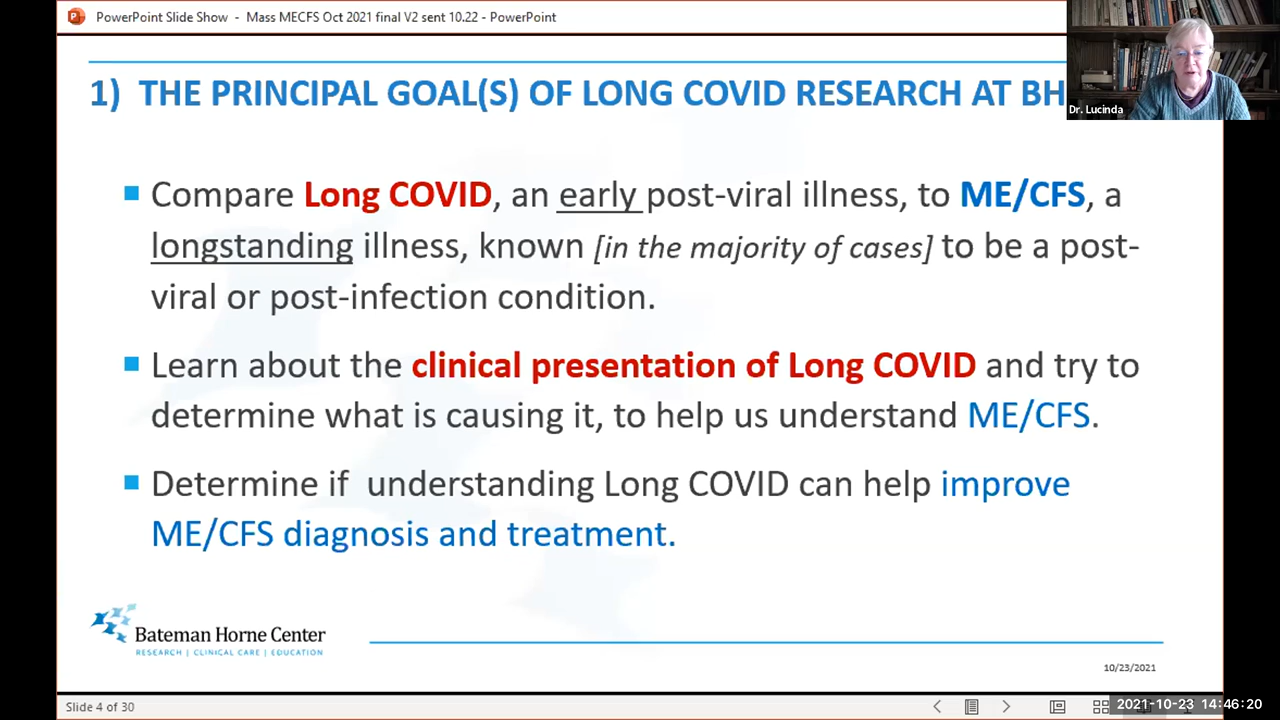 PowerPoint Slide Show - Mass MECFS Oct 2021 final V2 sent 10.22 - PowerPoint
Dr. Lucinda
1) THE PRINCIPAL GOAL(S) OF LONG COVID RESEARCH AT BH
Compare Long COVID, an early post-viral illness, to ME/CFS, a
longstanding illness, known [in the majority of cases] to be a post-
viral or post-infection condition.
Learn about the clinical presentation of Long COVID and try to
determine what is causing it, to help us understand ME/CFS.
Determine if understanding Long COVID can help improve
ME/CFS diagnosis and treatment.
Bateman Horne Center
RESEARCH | CLINICAL CARE | EDUCATION
10/23/2021
Slide 4 of 30
2021-10-23 14:46:20